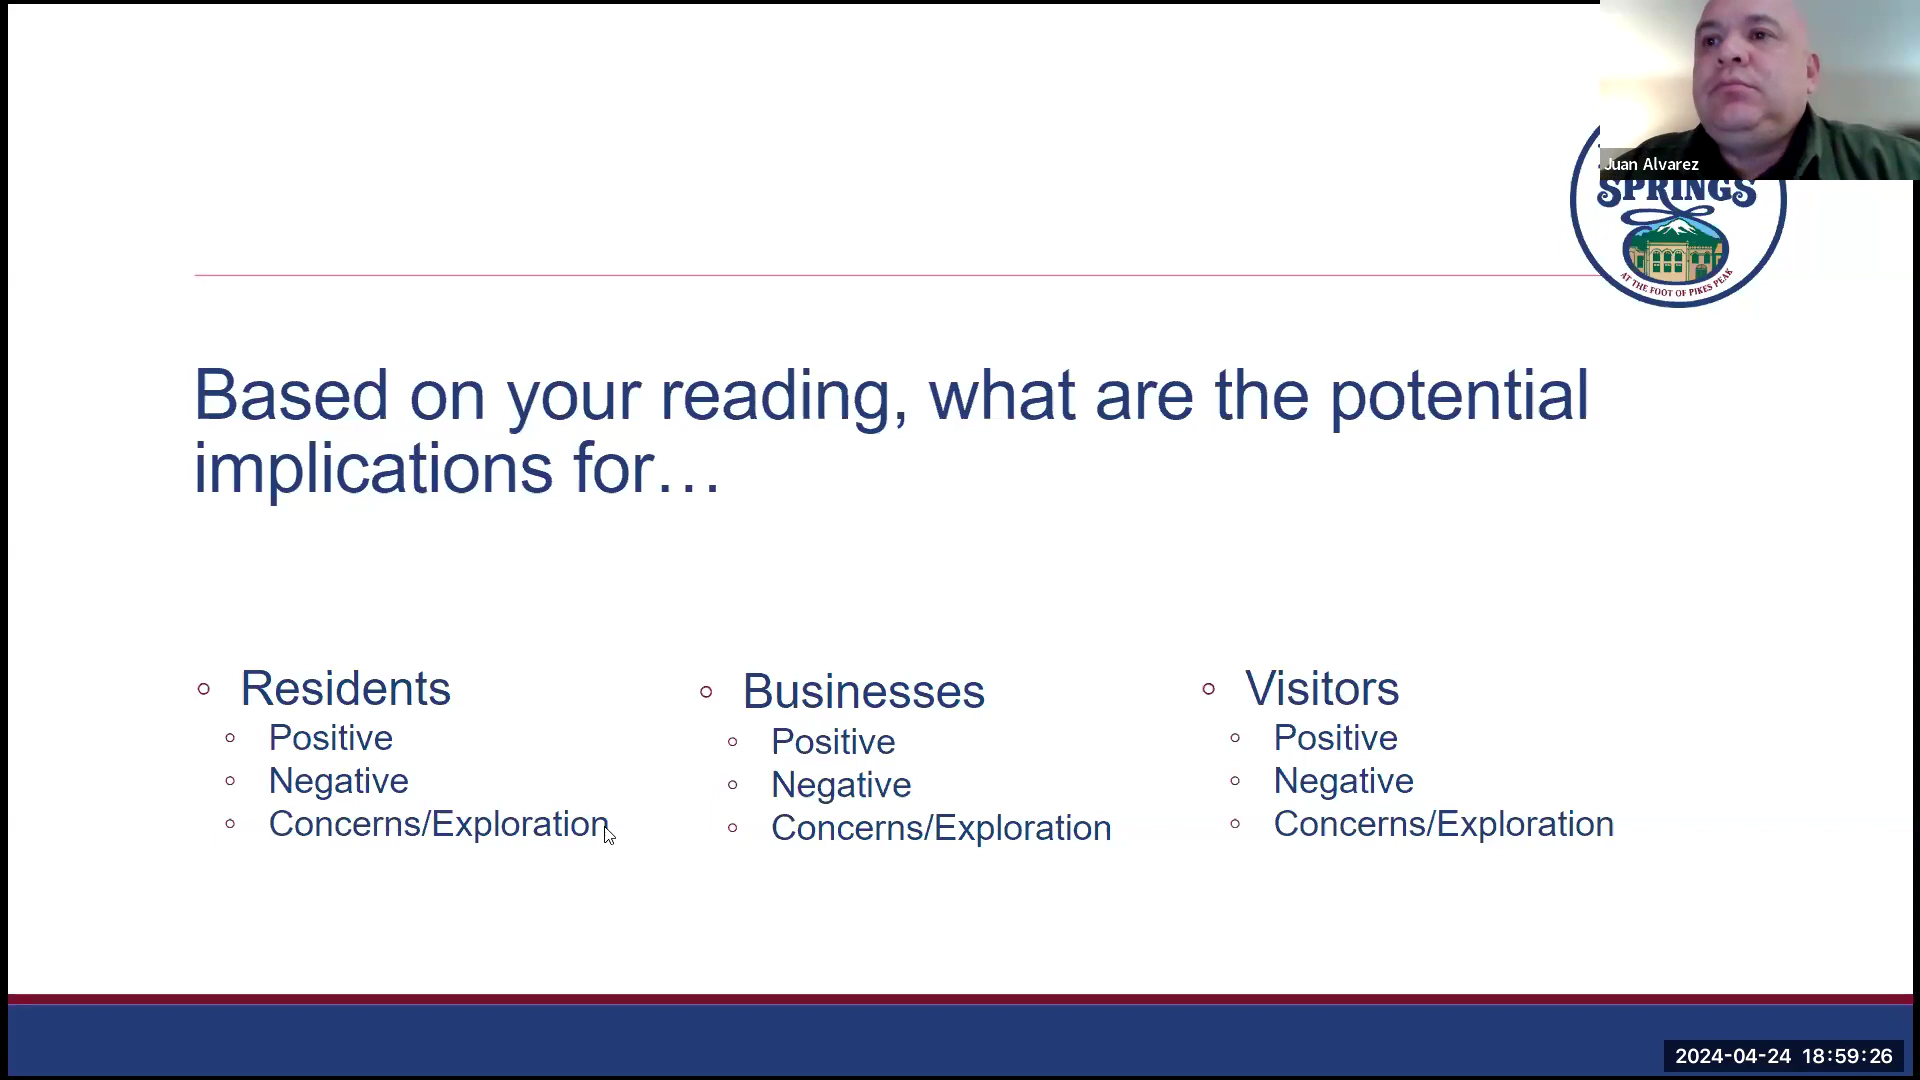 Juan Alvarez
SPRINGS
AT THE FOOT OF PIKES PEAK
Based on your reading, what are the potential
implications for…
Residents
Positive
Negative
Concerns/Exploration
Businesses
Positive
Negative
Concerns/Exploration
Visitors
Positive
Negative
Concerns/Exploration
2024-04-24 18:59:26